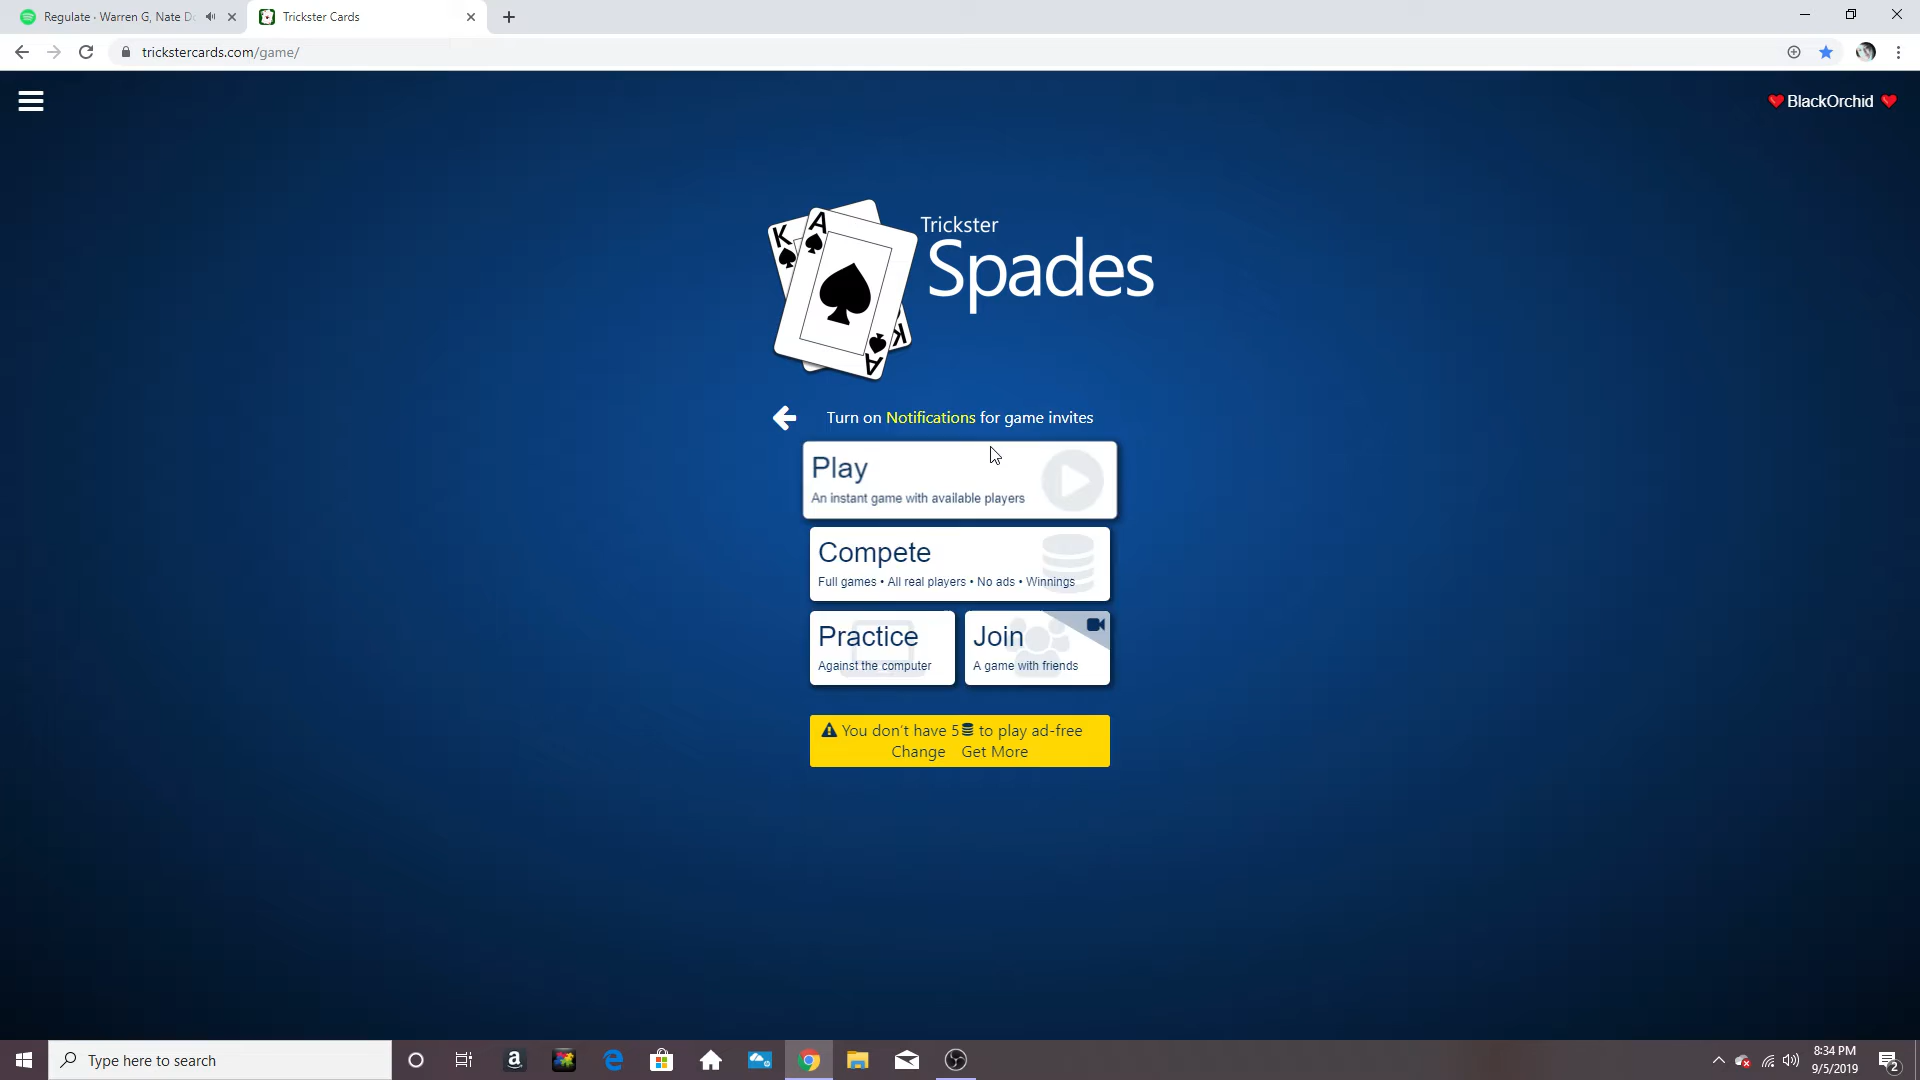 Regulate · Warren G, Nate Do
Trickster Cards
trickstercards.com/game/
BlackOrchid
K
A
Trickster
Spades
K
A
Turn on Notifications for game invites
Play
An instant game with available players
Compete
Full games • All real players • No ads • Winnings
Practice
Against the computer
Join
A game with friends
You don't have 5 to play ad-free
Change Get More
Type here to search
8:34 PM
9/5/2019
2